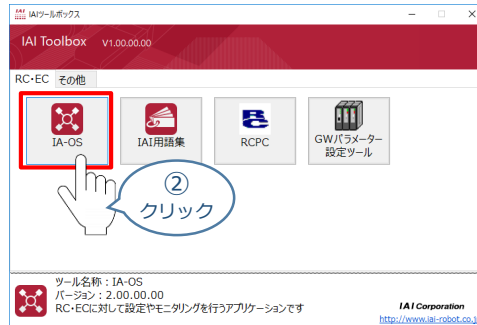 IAIツールボックス
IAI Toolbox V1.00.00.00
RC・EC その他
IA-OS
IAI用語集
RCPC
GWパラメーター
設定ツール
②
クリック
ツール名称：IA-OS
バージョン：2.00.00.00
RC・ECに対して設定やモニタリングを行うアプリケーションです
IAI Corporation
http://www.iai-robot.co.jp